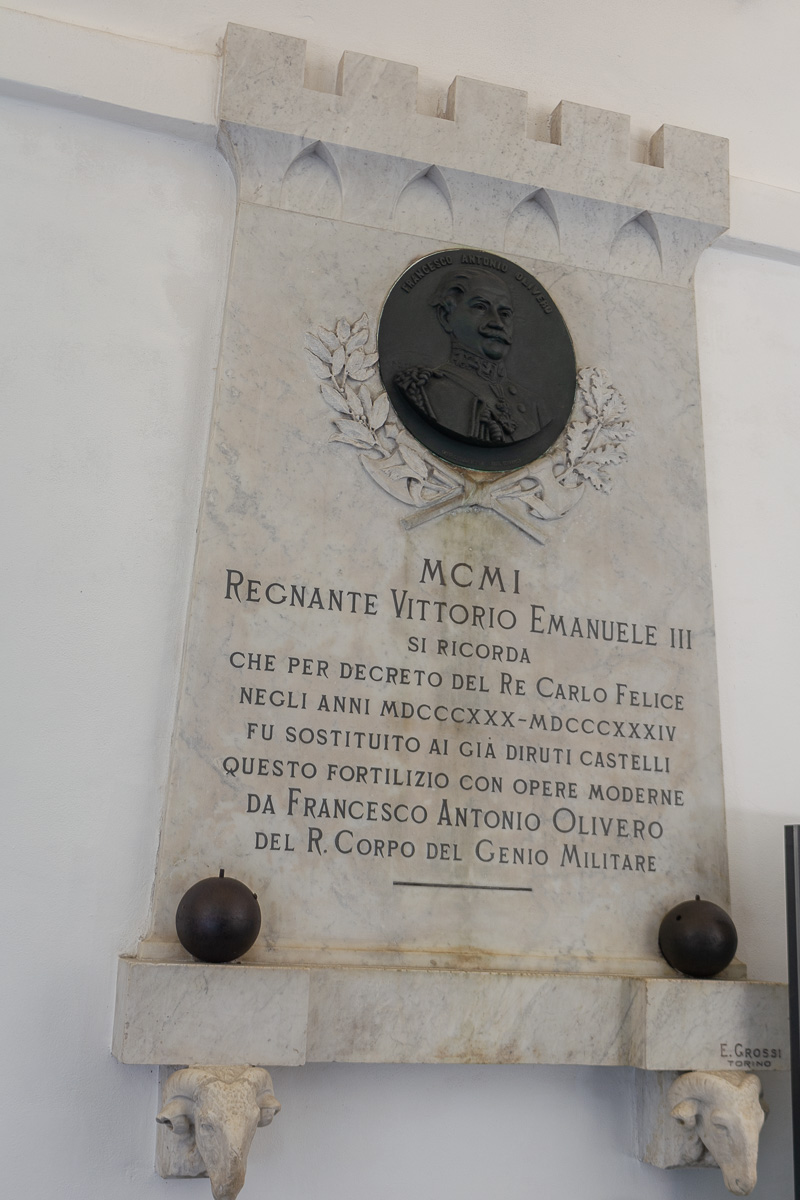 FRANCESCO ANTONIO OLIVERO
MCMI
REGNANTE VITTORIO EMANUELE III
SI RICORDA
CHE PER DECRETO DEL RE CARLO FELICE
NEGLI ANNI MDCCCXXX-MDCCCXXXIV
FU SOSTITUITO AI GIÀ DIRUTI CASTELLI
QUESTO FORTILIZIO CON OPERE MODERNE
DA FRANCESCO ANTONIO OLIVERO
DEL R. CORPO DEL GENIO MILITARE
E. GROSSI
TORINO